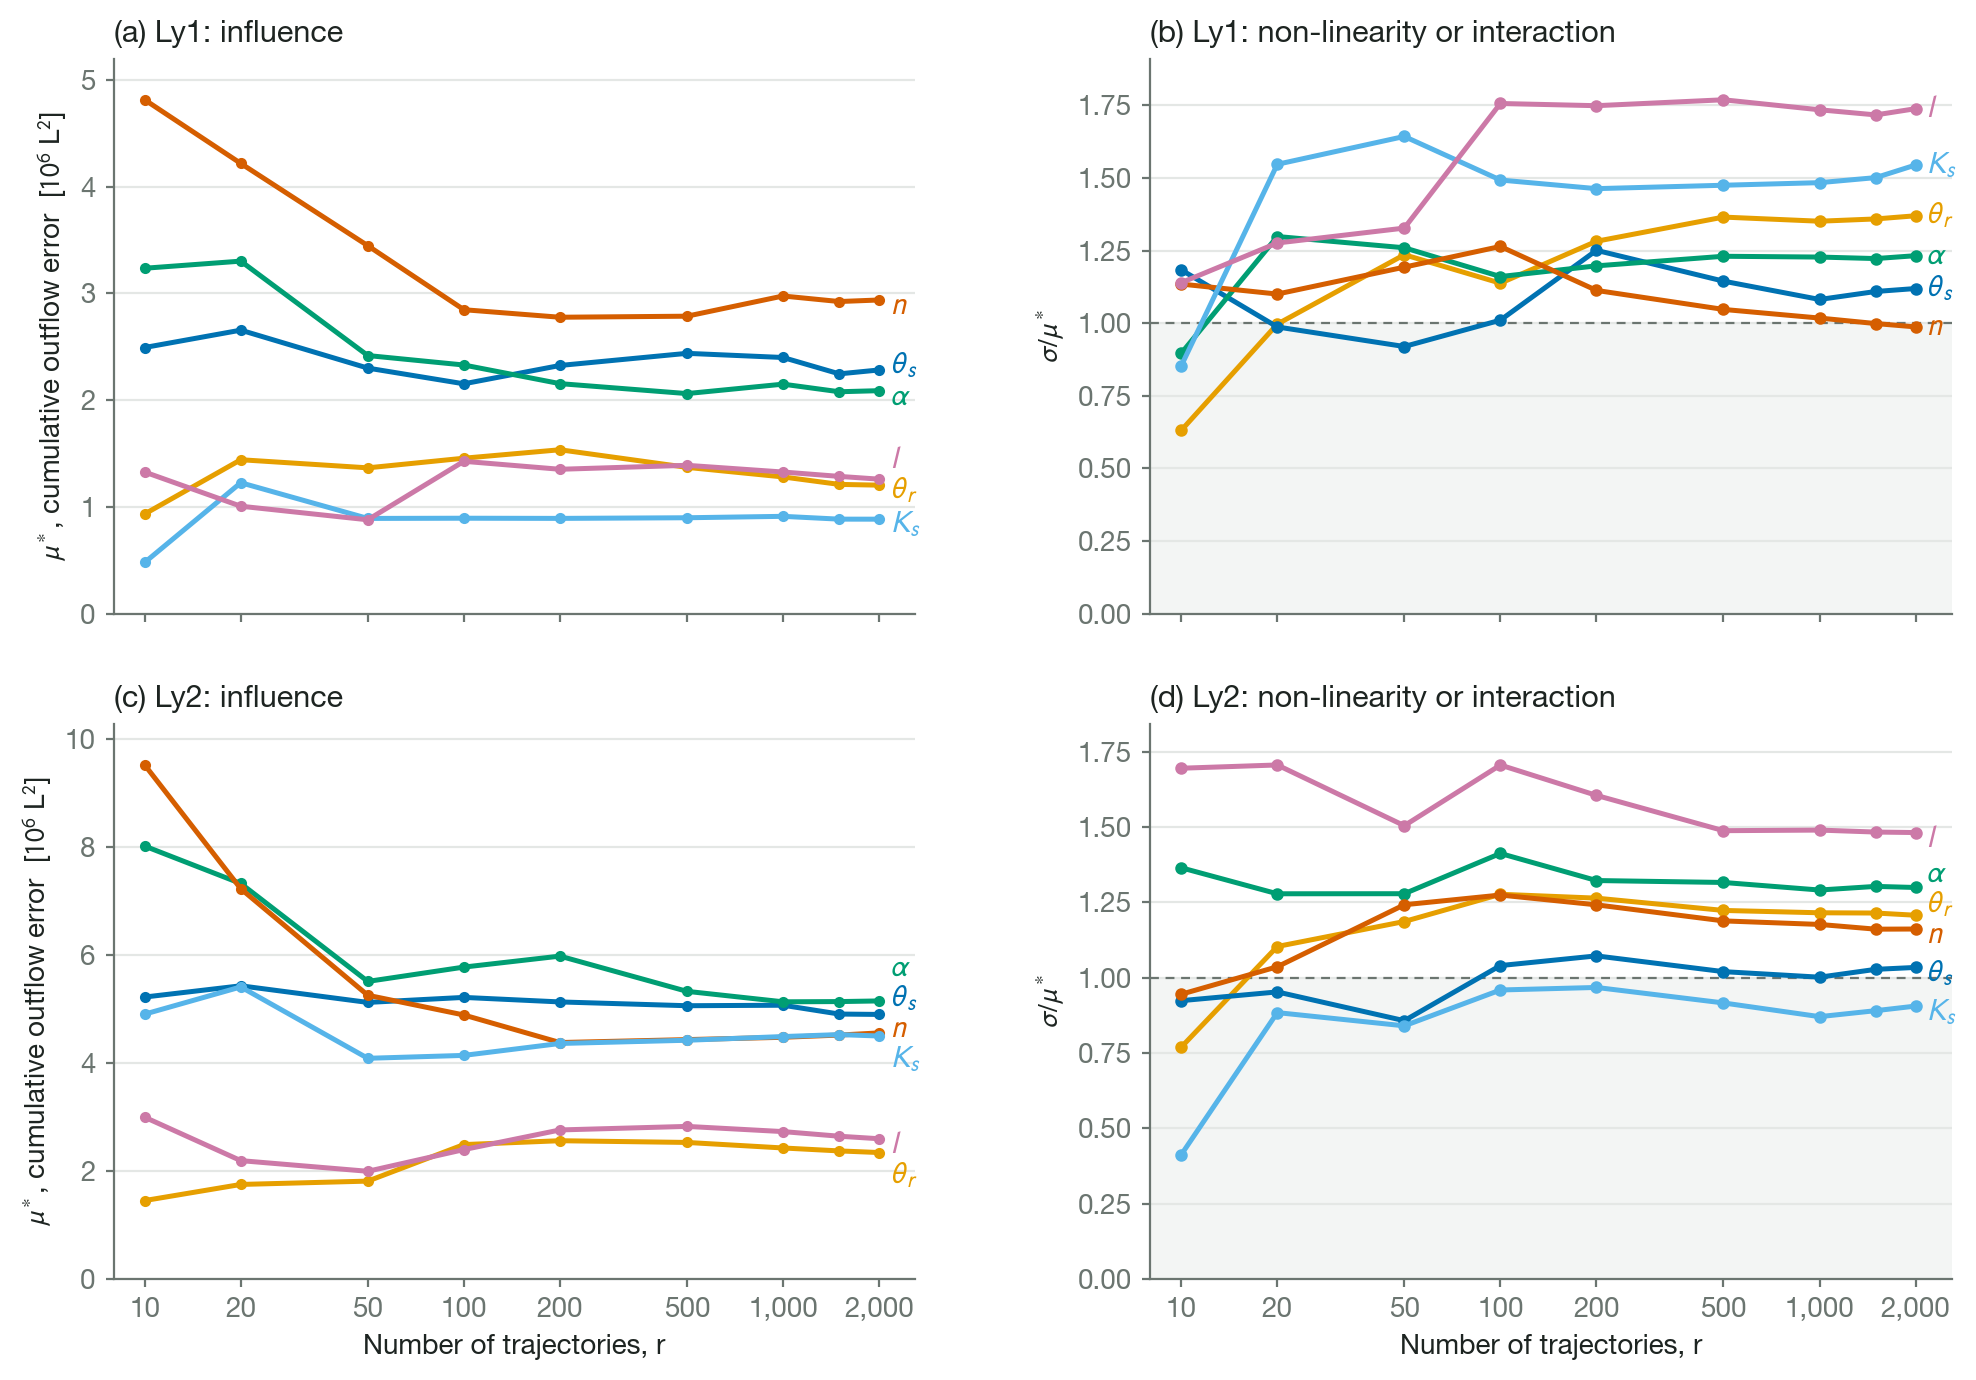 (a) Ly1: influence
μ*, cumulative outflow error [10⁶ L²]
5
4
3
2
1
0
n
θs
α
l
θr
Ks
(b) Ly1: non-linearity or interaction
σ/μ*
1.75
1.50
1.25
1.00
0.75
0.50
0.25
0.00
l
Ks
θr
α
θs
n
(c) Ly2: influence
μ*, cumulative outflow error [10⁶ L²]
10
8
6
4
2
0
α
θs
n
Ks
l
θr
10 20 50 100 200 500 1,000 2,000
Number of trajectories, r
(d) Ly2: non-linearity or interaction
σ/μ*
1.75
1.50
1.25
1.00
0.75
0.50
0.25
0.00
l
α
θr
n
θs
Ks
10 20 50 100 200 500 1,000 2,000
Number of trajectories, r